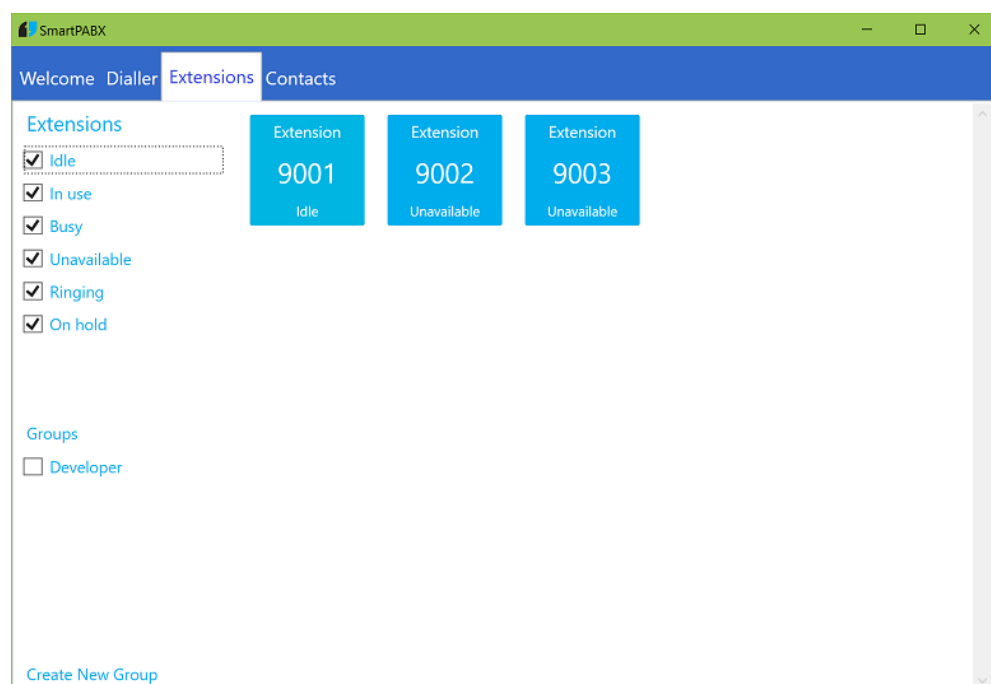 SmartPABX
Welcome Dialler Extensions Contacts
Extensions
Idle
In use
Busy
Unavailable
Ringing
On hold
Groups
Developer
Create New Group
Extension
9001
Idle
Extension
9002
Unavailable
Extension
9003
Unavailable